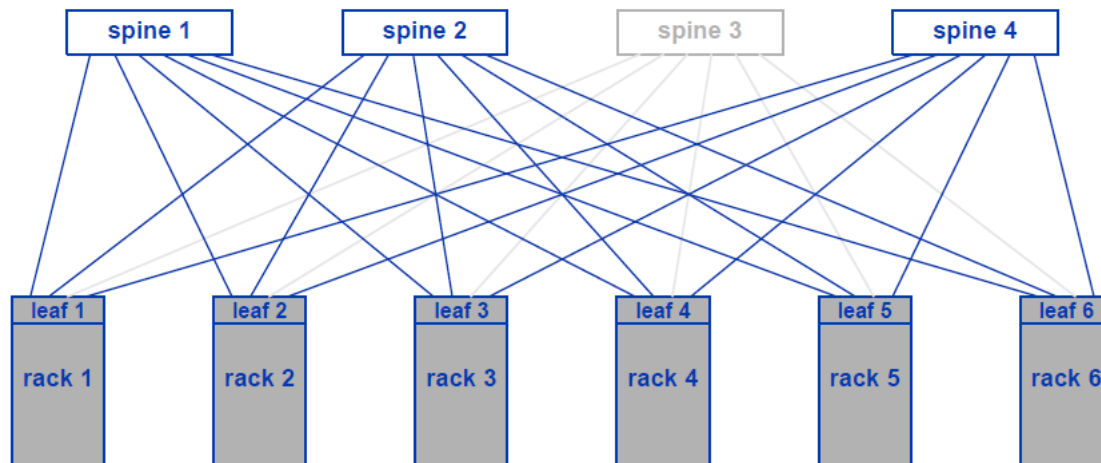 spine 1
spine 2
spine 3
spine 4
leaf 1
leaf 2
leaf 3
leaf 4
leaf 5
leaf 6
rack 1
rack 2
rack 3
rack 4
rack 5
rack 6